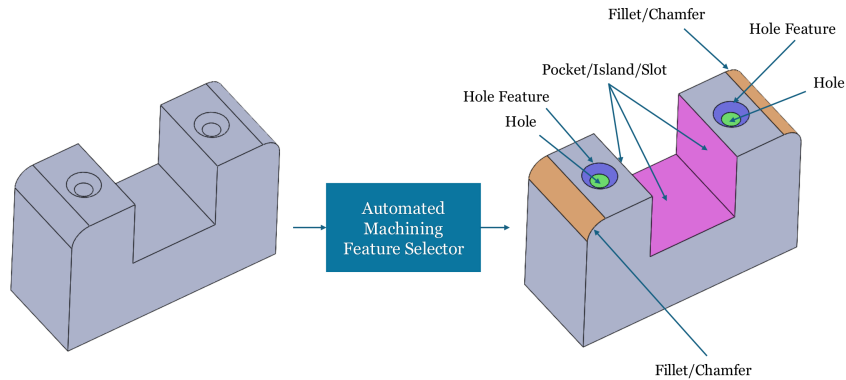 Fillet/Chamfer
Hole Feature
Pocket/Island/Slot
Hole
Hole Feature
Hole
Automated
Machining
Feature Selector
Fillet/Chamfer